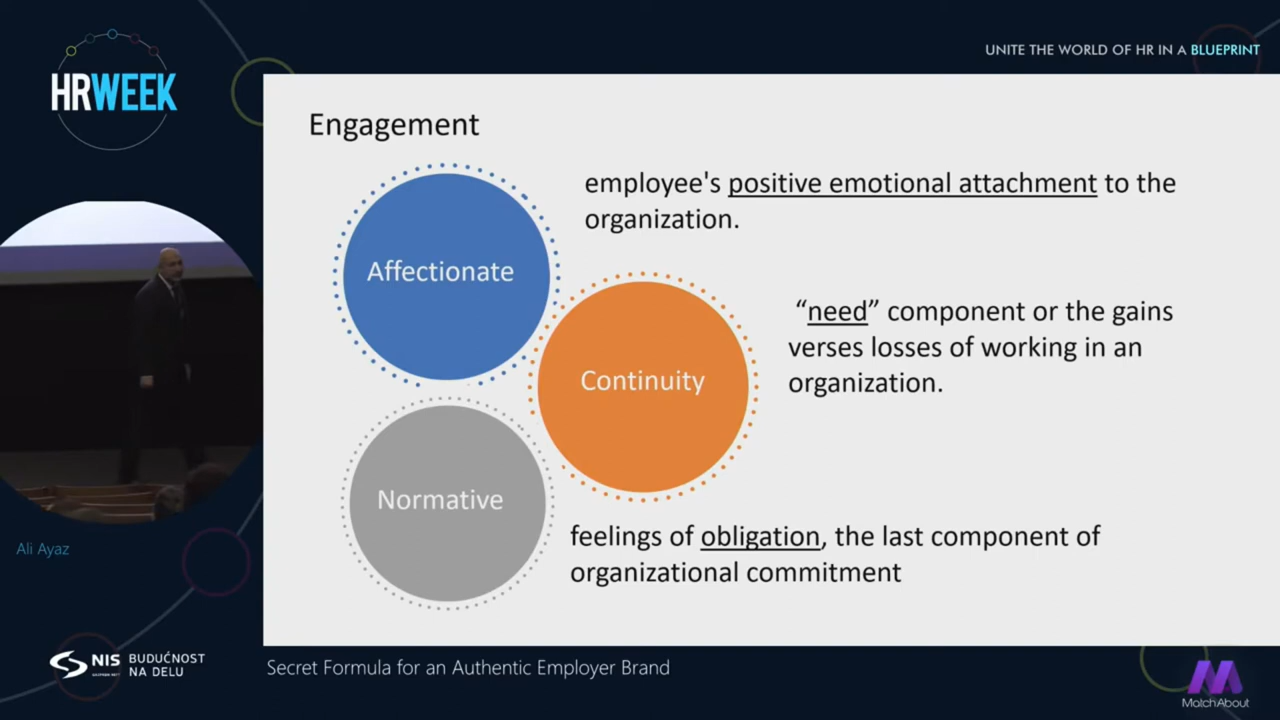 HRWEEK
UNITE THE WORLD OF HR IN A BLUEPRINT
Engagement
Affectionate
employee's positive emotional attachment to the
organization.
Continuity
“need” component or the gains
verses losses of working in an
organization.
Normative
feelings of obligation, the last component of
organizational commitment
Ali Ayaz
NIS
BUDUĆNOST
NA DELU
Secret Formula for an Authentic Employer Brand
MatchAbout